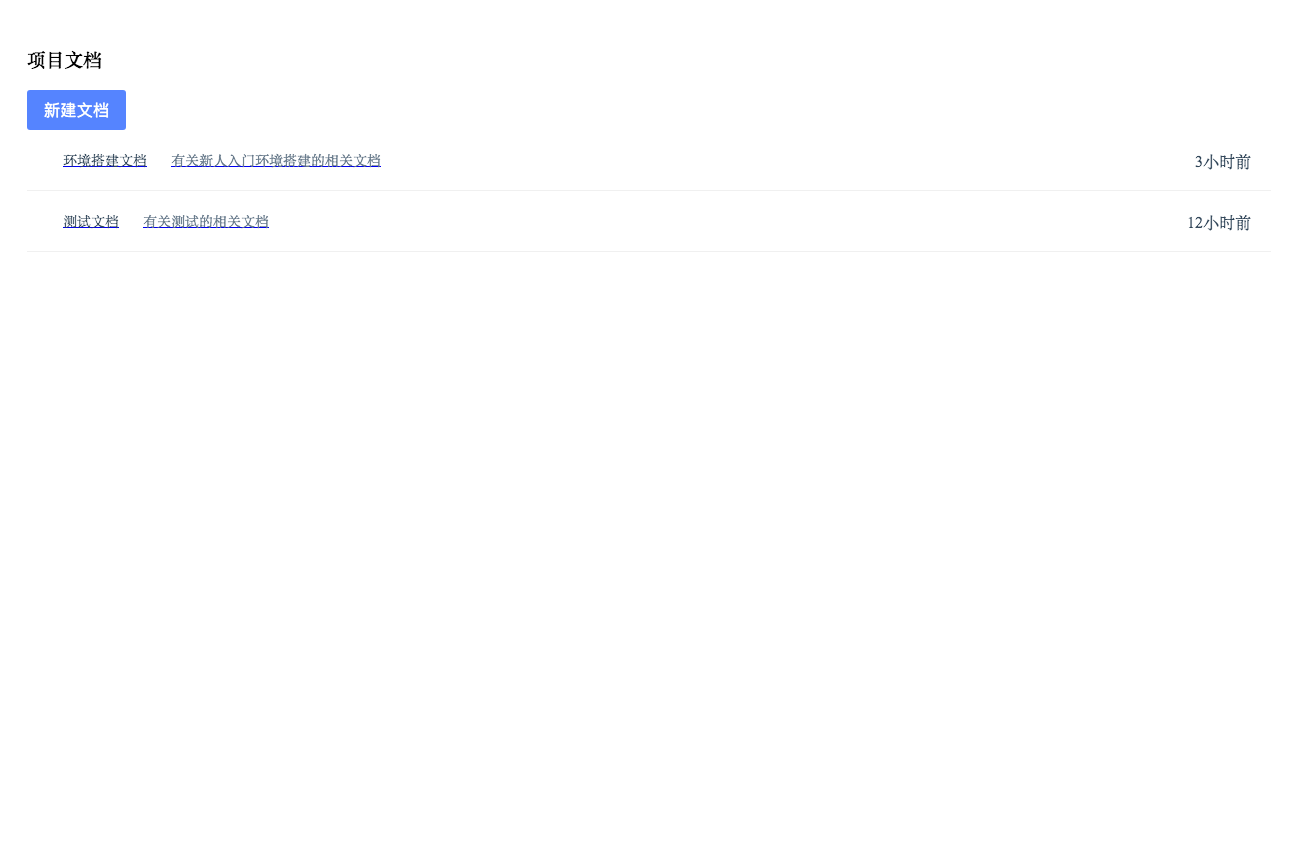 项目文档
新建文档
环境搭建文档 有关新人入门环境搭建的相关文档 3小时前
测试文档 有关测试的相关文档 12小时前